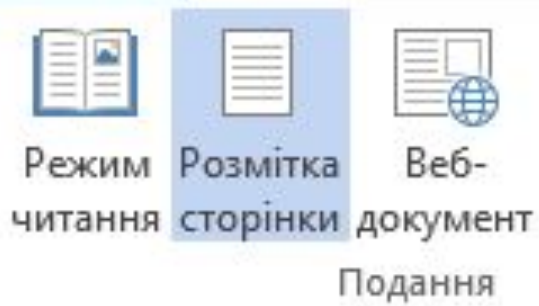 Режим
читання
Розмітка
сторінки
Веб-
документ
Подання